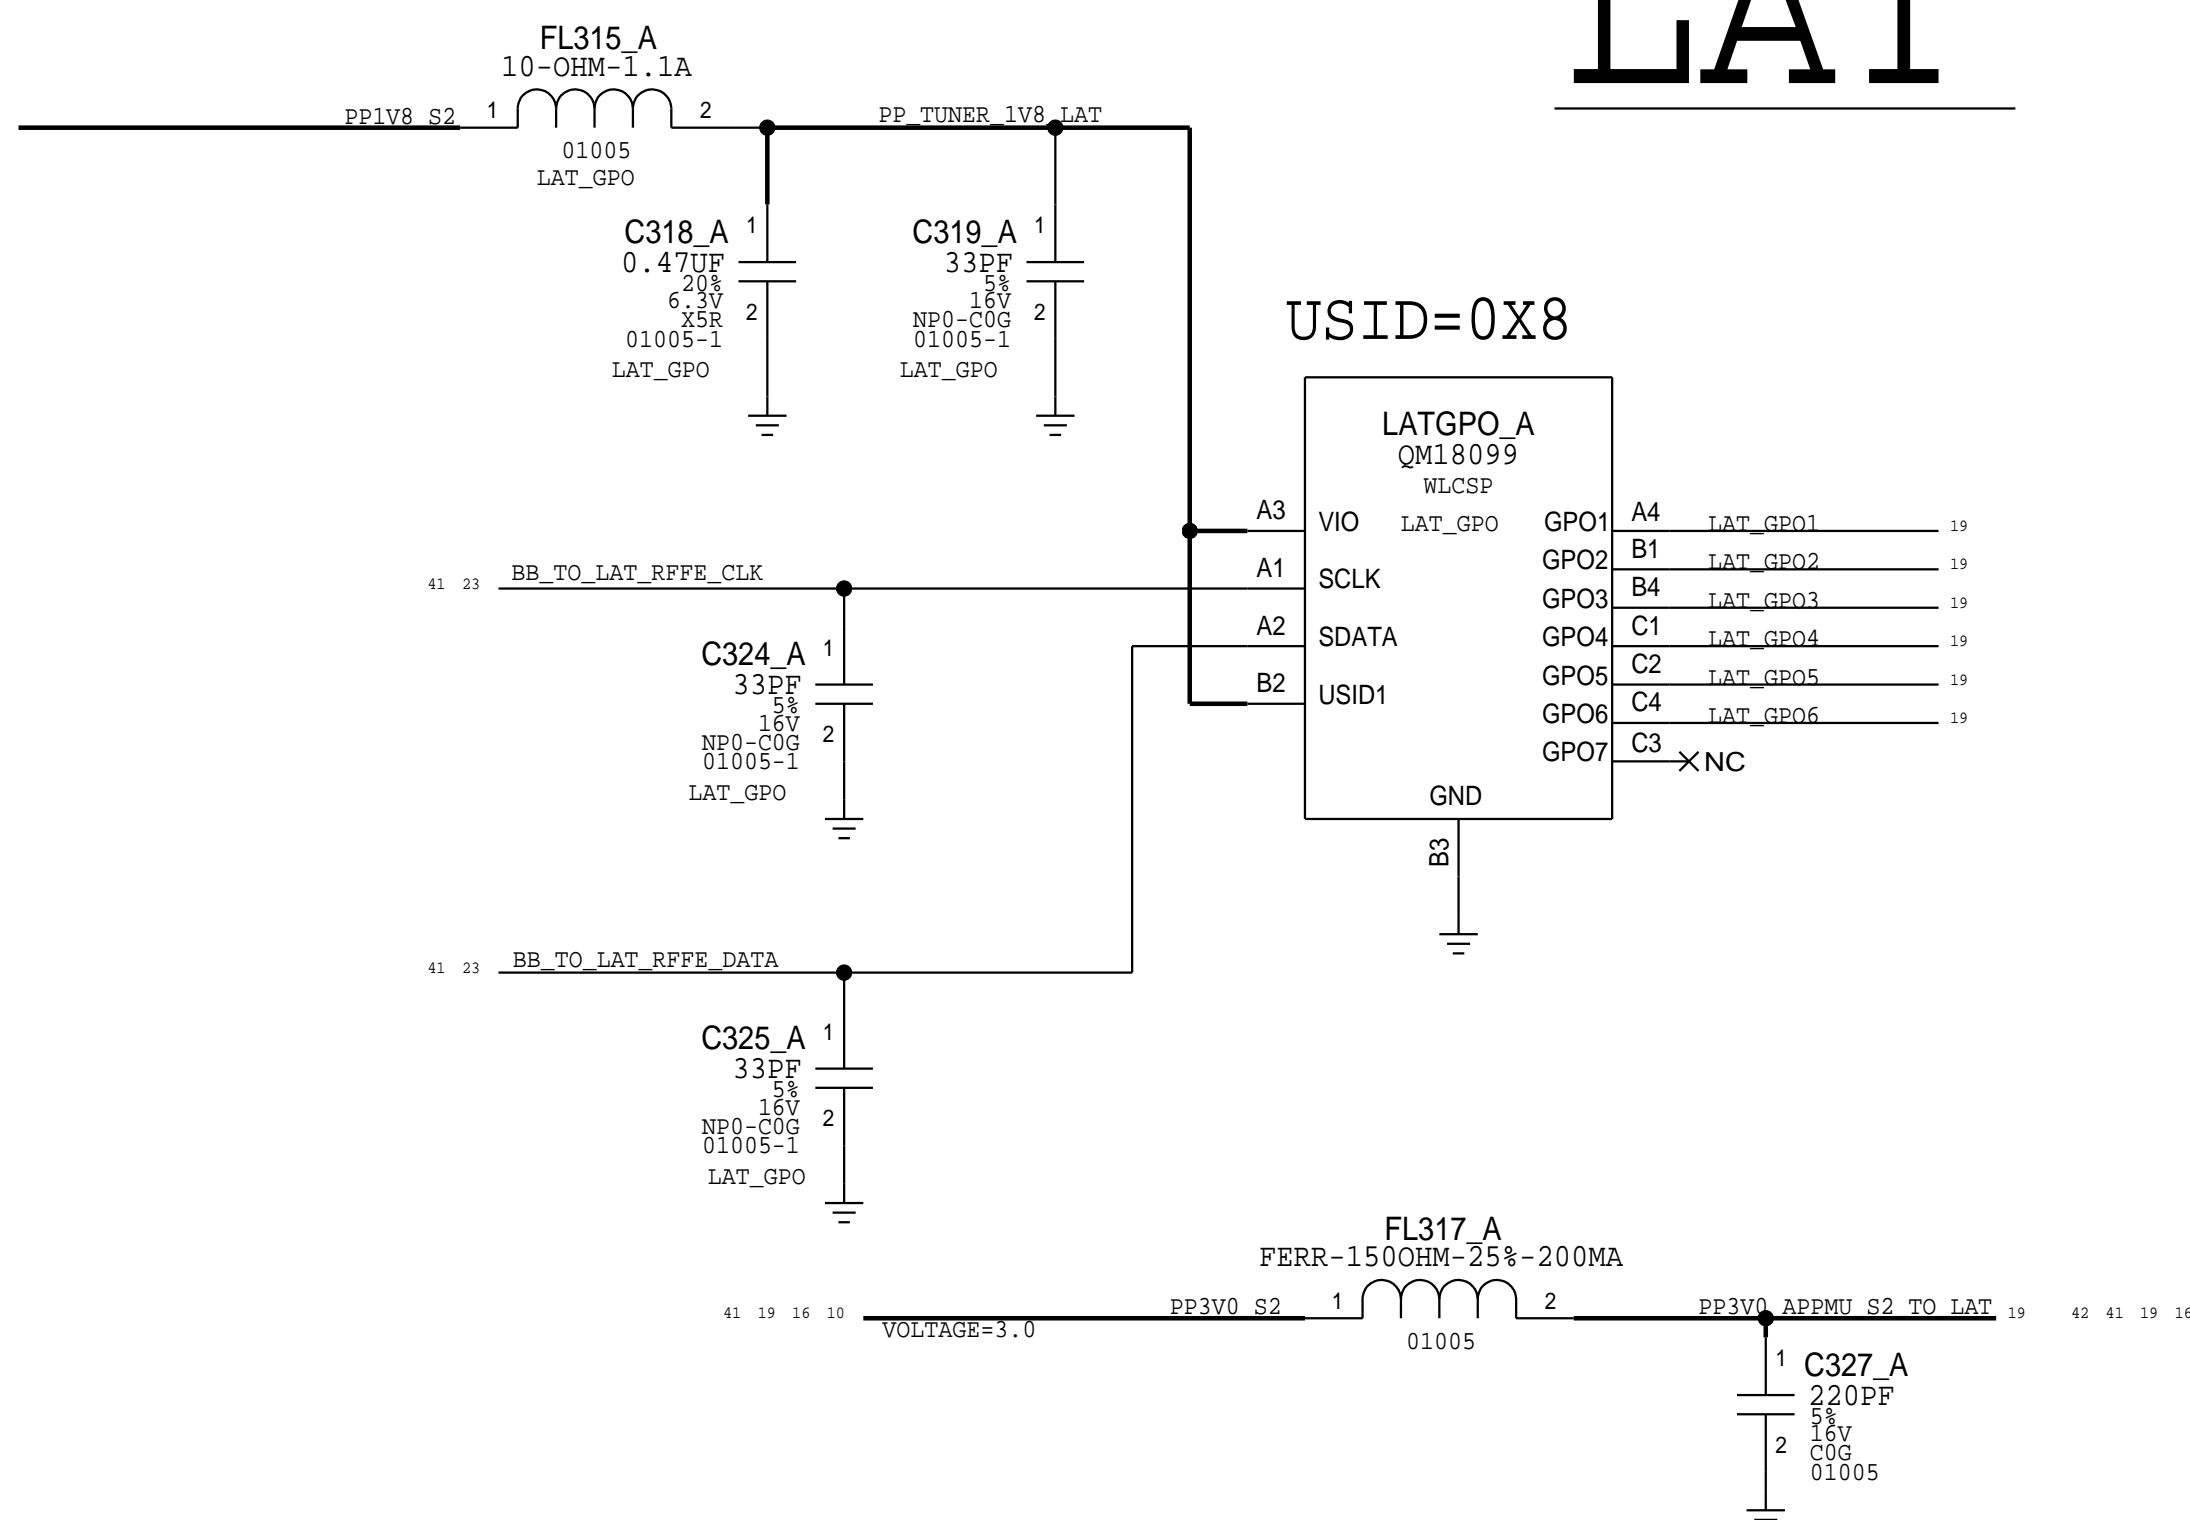 LAT
FL315_A
10-OHM-1.1A
PP1V8_S2
1
2
PP_TUNER_1V8_LAT
01005
LAT_GPO
C318_A
1
0.47UF
20%
6.3V
X5R
2
01005-1
LAT_GPO
C319_A
1
33PF
5%
16V
NP0-C0G
2
01005-1
LAT_GPO
USID=0X8
LATGPO_A
QM18099
WLCSP
LAT_GPO
A3
VIO
A1
SCLK
A2
SDATA
B2
USID1
GPO1
A4
LAT_GPO1
19
GPO2
B1
LAT_GPO2
19
GPO3
B4
LAT_GPO3
19
GPO4
C1
LAT_GPO4
19
GPO5
C2
LAT_GPO5
19
GPO6
C4
LAT_GPO6
19
GPO7
C3
NC
GND
B3
41 23
BB_TO_LAT_RFFE_CLK
C324_A
1
33PF
5%
16V
NP0-C0G
2
01005-1
LAT_GPO
41 23
BB_TO_LAT_RFFE_DATA
C325_A
1
33PF
5%
16V
NP0-C0G
2
01005-1
LAT_GPO
FL317_A
FERR-150OHM-25%-200MA
41 19 16 10
PP3V0_S2
VOLTAGE=3.0
1
2
01005
PP3V0_APPMU_S2_TO_LAT
19
42 41 19 16
1
C327_A
220PF
5%
16V
2
C0G
01005